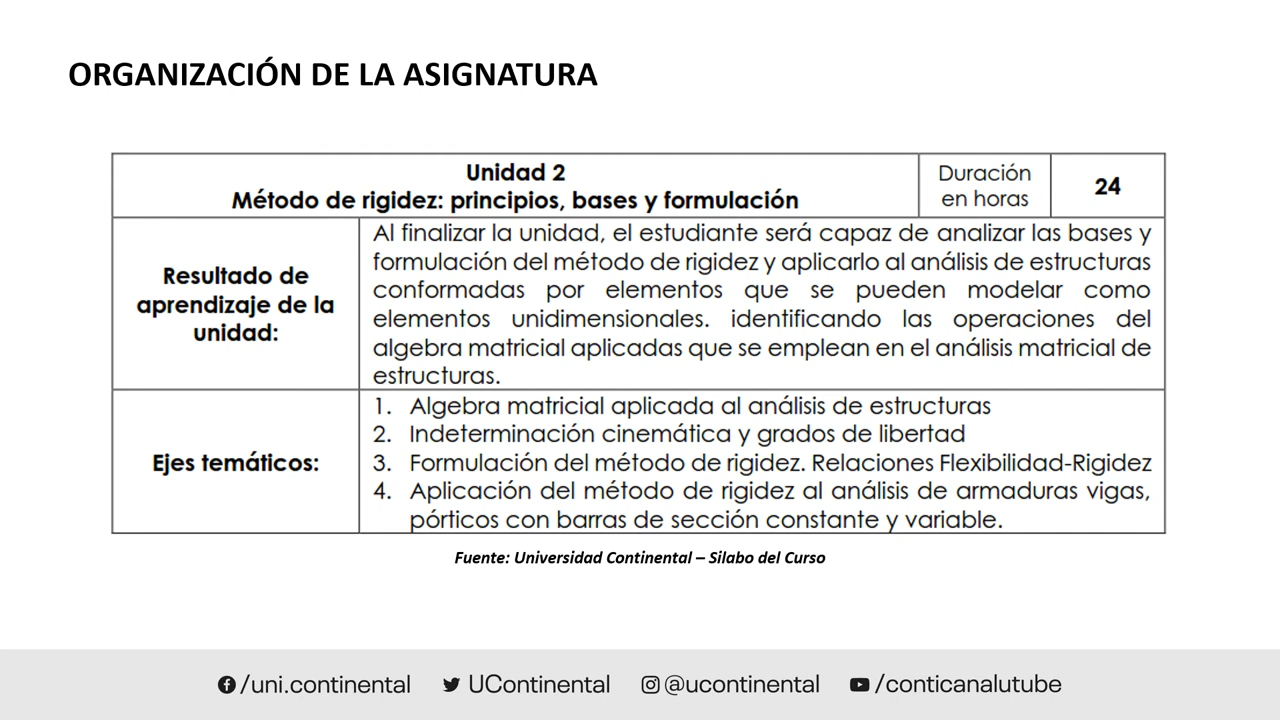 ORGANIZACIÓN DE LA ASIGNATURA
Unidad 2
Método de rigidez: principios, bases y formulación
Duración
en horas
24
Resultado de
aprendizaje de la
unidad:
Al finalizar la unidad, el estudiante será capaz de analizar las bases y
formulación del método de rigidez y aplicarlo al análisis de estructuras
conformadas por elementos que se pueden modelar como
elementos unidimensionales. identificando las operaciones del
algebra matricial aplicadas que se emplean en el análisis matricial de
estructuras.
Ejes temáticos:
1. Algebra matricial aplicada al análisis de estructuras
2. Indeterminación cinemática y grados de libertad
3. Formulación del método de rigidez. Relaciones Flexibilidad-Rigidez
4. Aplicación del método de rigidez al análisis de armaduras vigas,
pórticos con barras de sección constante y variable.
Fuente: Universidad Continental – Silabo del Curso
/uni.continental UContinental @ucontinental /conticanalutube